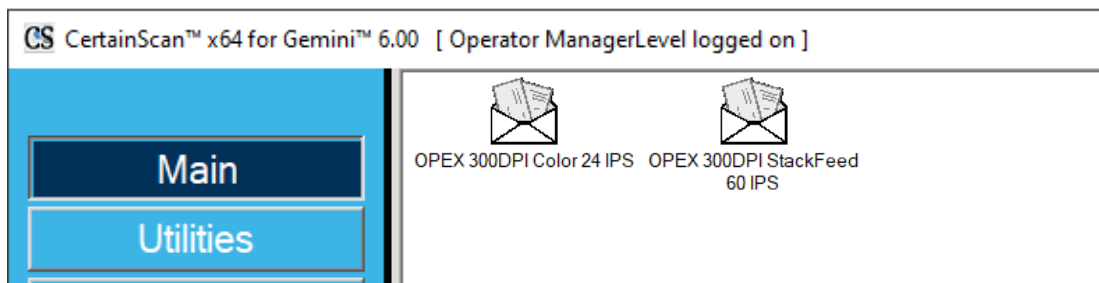 CS CertainScan™ x64 for Gemini™ 6.00 [ Operator ManagerLevel logged on ]
Main
Utilities
OPEX 300DPI Color 24 IPS
OPEX 300DPI StackFeed
60 IPS